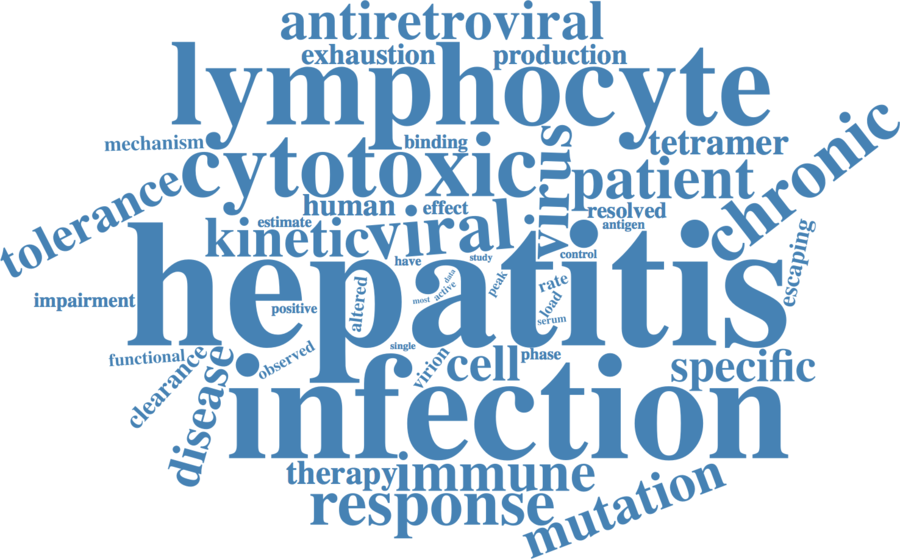 antiretroviral
exhaustion production
lymphocyte
mechanism binding tetramer
cytotoxic virus patient chronic
tolerance human effect resolved
estimate antigen
kinetic viral
have study control escaping
hepatitis
impairment positive altered most active data peak rate load serum
single
functional observed virion cell phase specific
clearance
disease
infection
therapy immune
response mutation